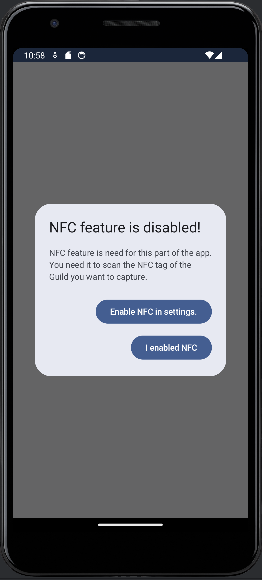 10:58
NFC feature is disabled!
NFC feature is need for this part of the app.
You need it to scan the NFC tag of the
Guild you want to capture.
Enable NFC in settings.
I enabled NFC